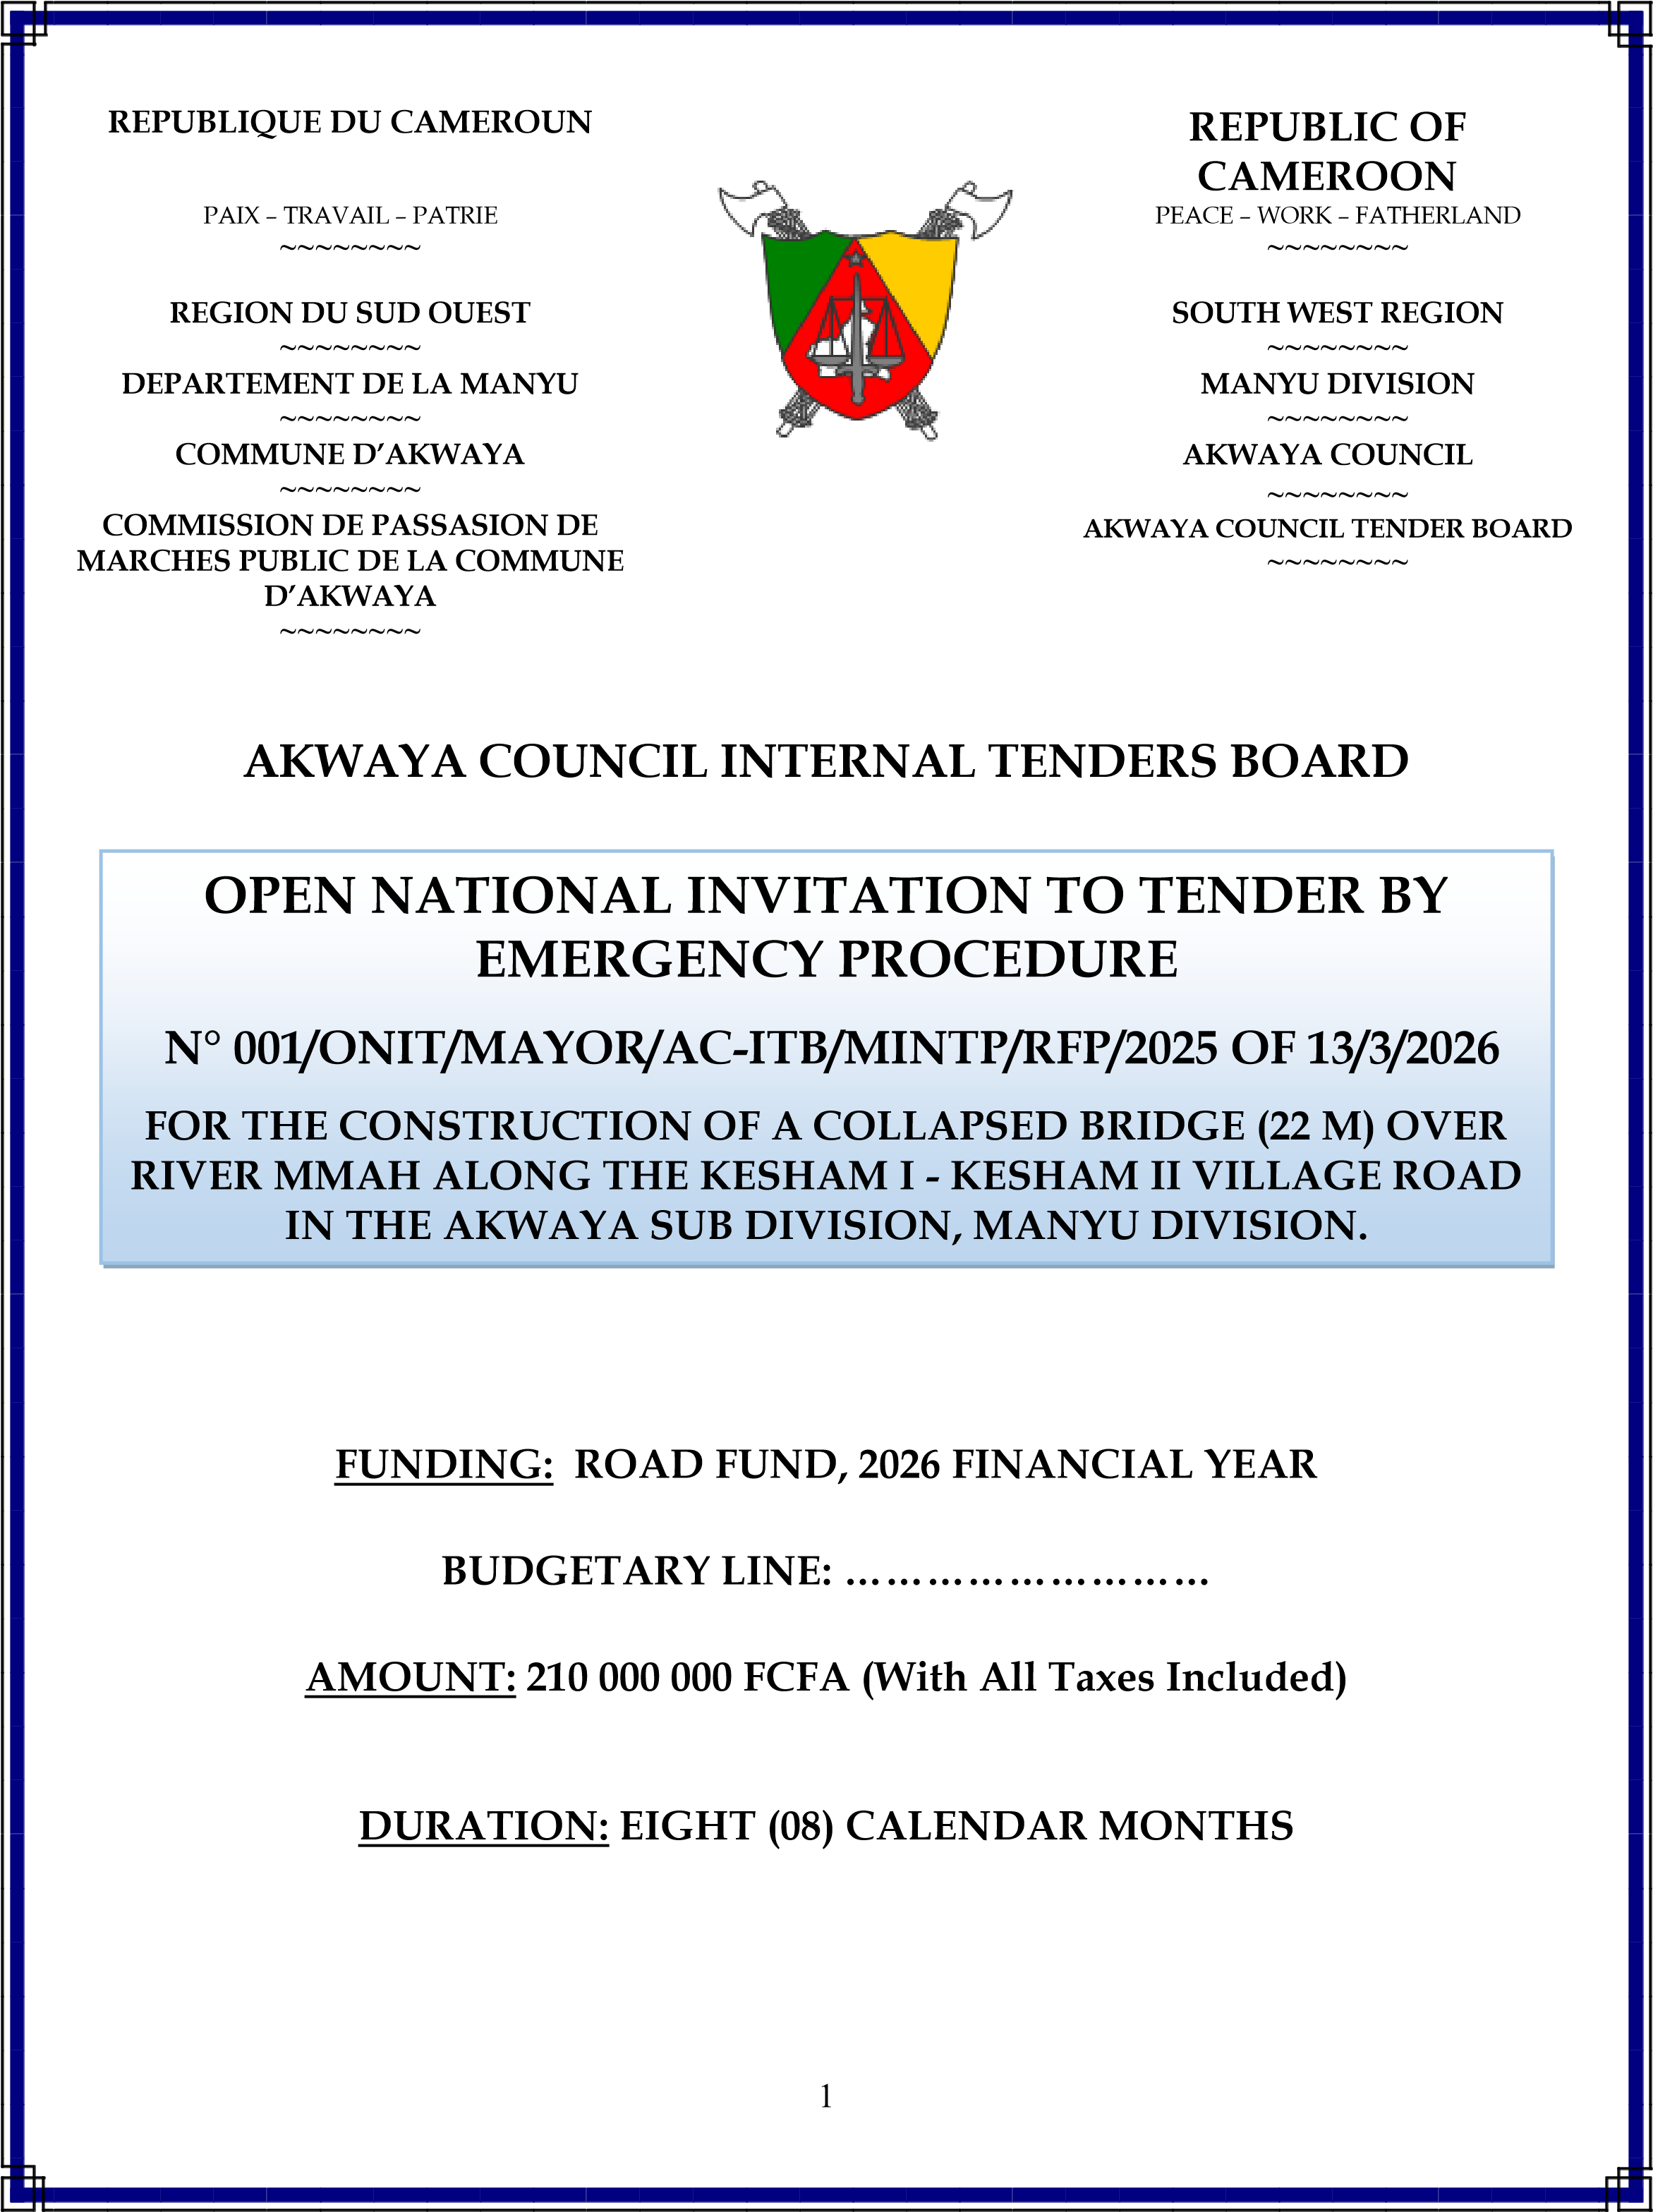 REPUBLIQUE DU CAMEROUN
PAIX – TRAVAIL – PATRIE
~~~~~~~~
REGION DU SUD OUEST
~~~~~~~~
DEPARTEMENT DE LA MANYU
~~~~~~~~
COMMUNE D’AKWAYA
~~~~~~~~
COMMISSION DE PASSASION DE
MARCHES PUBLIC DE LA COMMUNE
D’AKWAYA
~~~~~~~~
REPUBLIC OF
CAMEROON
PEACE – WORK – FATHERLAND
~~~~~~~~
SOUTH WEST REGION
~~~~~~~~
MANYU DIVISION
~~~~~~~~
AKWAYA COUNCIL
~~~~~~~~
AKWAYA COUNCIL TENDER BOARD
~~~~~~~~
AKWAYA COUNCIL INTERNAL TENDERS BOARD
OPEN NATIONAL INVITATION TO TENDER BY
EMERGENCY PROCEDURE
N° 001/ONIT/MAYOR/AC-ITB/MINTP/RFP/2025 OF 13/3/2026
FOR THE CONSTRUCTION OF A COLLAPSED BRIDGE (22 M) OVER
RIVER MMAH ALONG THE KESHAM I - KESHAM II VILLAGE ROAD
IN THE AKWAYA SUB DIVISION, MANYU DIVISION.
FUNDING: ROAD FUND, 2026 FINANCIAL YEAR
BUDGETARY LINE: ………………………
AMOUNT: 210 000 000 FCFA (With All Taxes Included)
DURATION: EIGHT (08) CALENDAR MONTHS
1